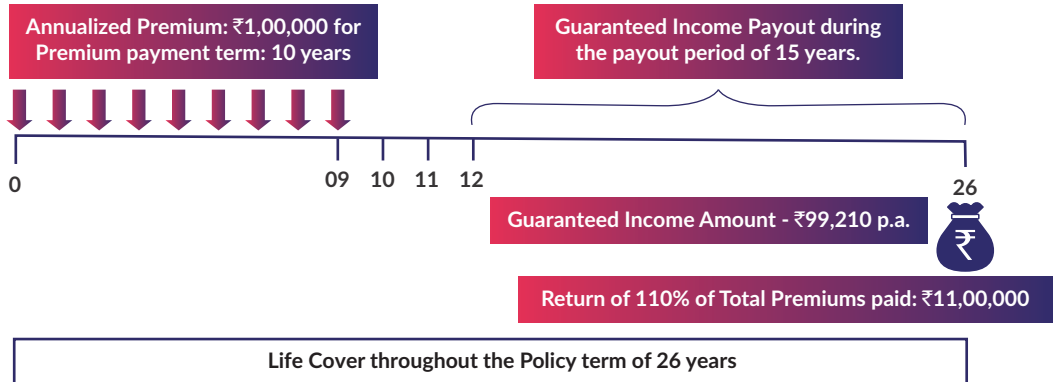 Annualized Premium: ₹1,00,000 for
Premium payment term: 10 years
Guaranteed Income Payout during
the payout period of 15 years.
0
09
10
11
12
26
₹
Guaranteed Income Amount - ₹99,210 p.a.
Return of 110% of Total Premiums paid: ₹11,00,000
Life Cover throughout the Policy term of 26 years